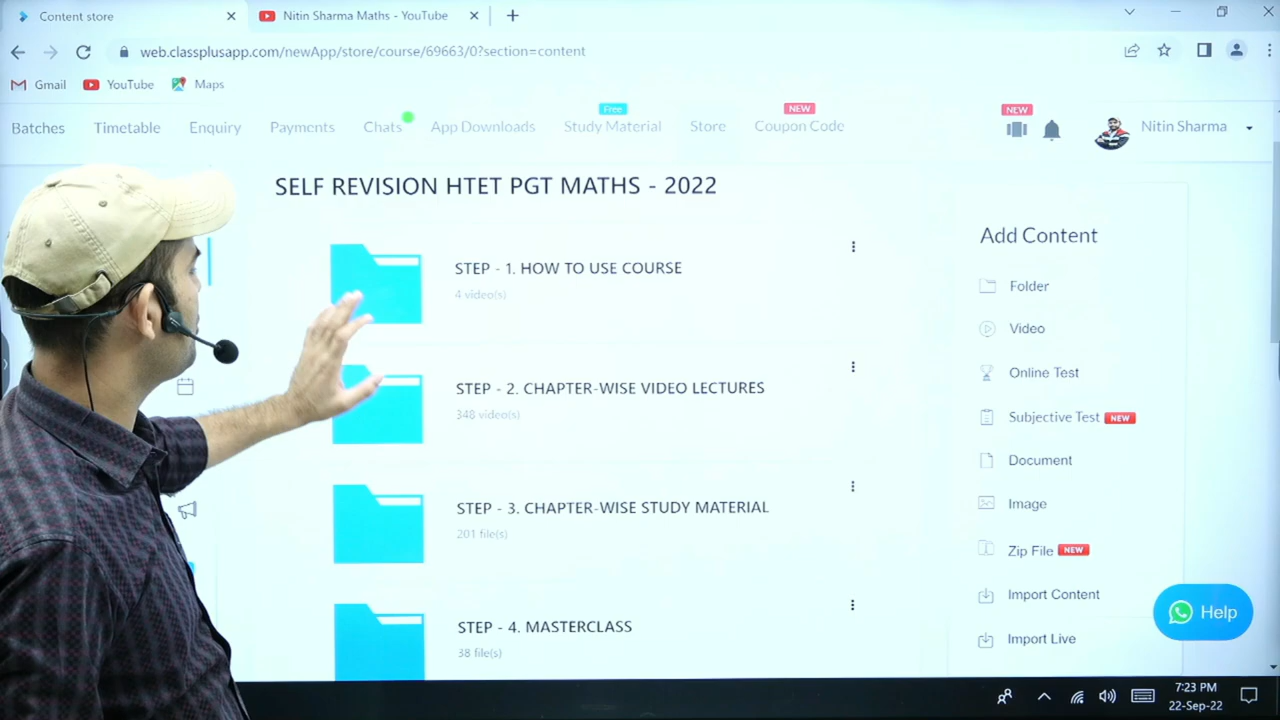 Content store
Nitin Sharma Maths - YouTube
web.classplusapp.com/newApp/store/course/69663/0?section=content
Gmail
YouTube
Maps
Free
NEW
NEW
Batches
Timetable
Enquiry
Payments
Chats
App Downloads
Study Material
Store
Coupon Code
Nitin Sharma
SELF REVISION HTET PGT MATHS - 2022
STEP - 1. HOW TO USE COURSE
4 video(s)
STEP - 2. CHAPTER-WISE VIDEO LECTURES
348 video(s)
STEP - 3. CHAPTER-WISE STUDY MATERIAL
201 file(s)
STEP - 4. MASTERCLASS
38 file(s)
Add Content
Folder
Video
Online Test
Subjective Test NEW
Document
Image
Zip File NEW
Import Content
Import Live
Help
7:23 PM
22-Sep-22